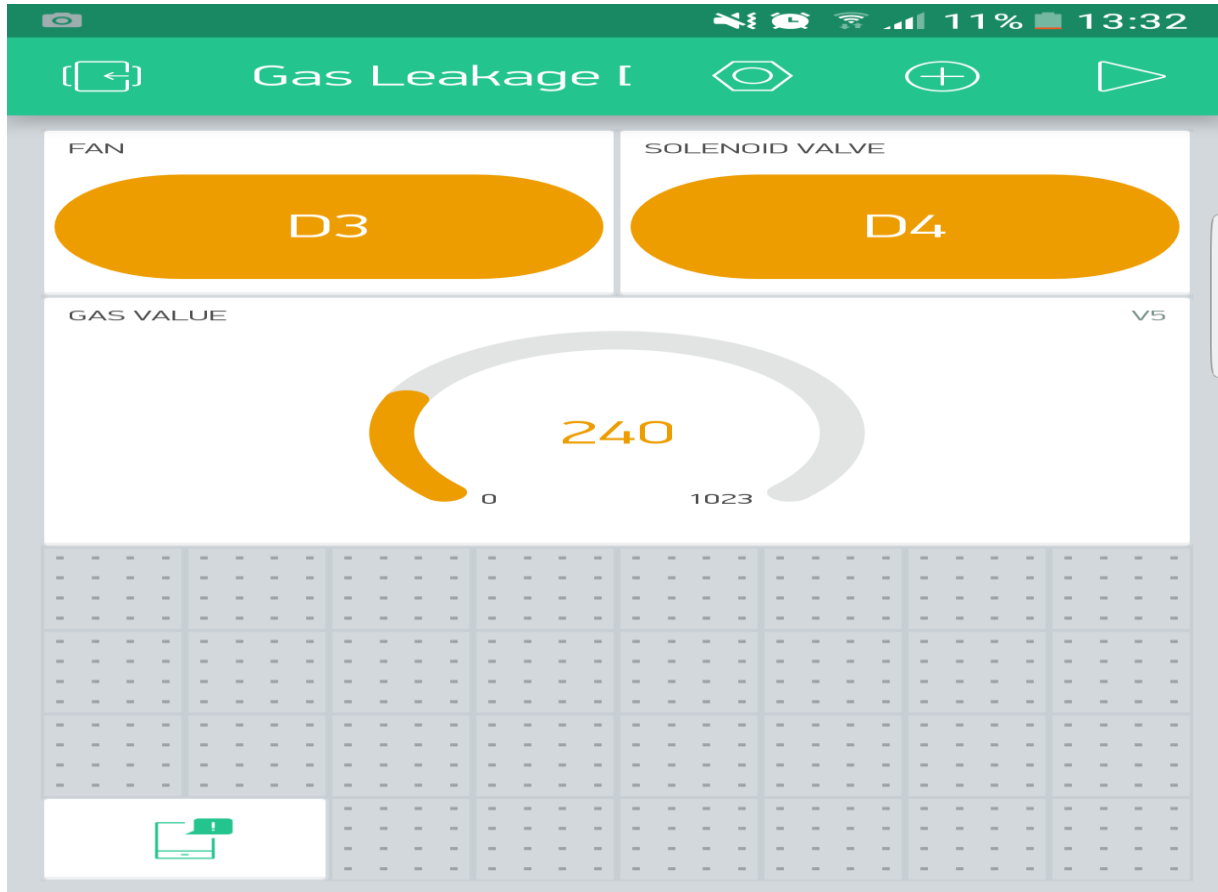 11% 13:32
Gas Leakage [
FAN
SOLENOID VALVE
D3
D4
GAS VALUE
V5
240
0
1023
!